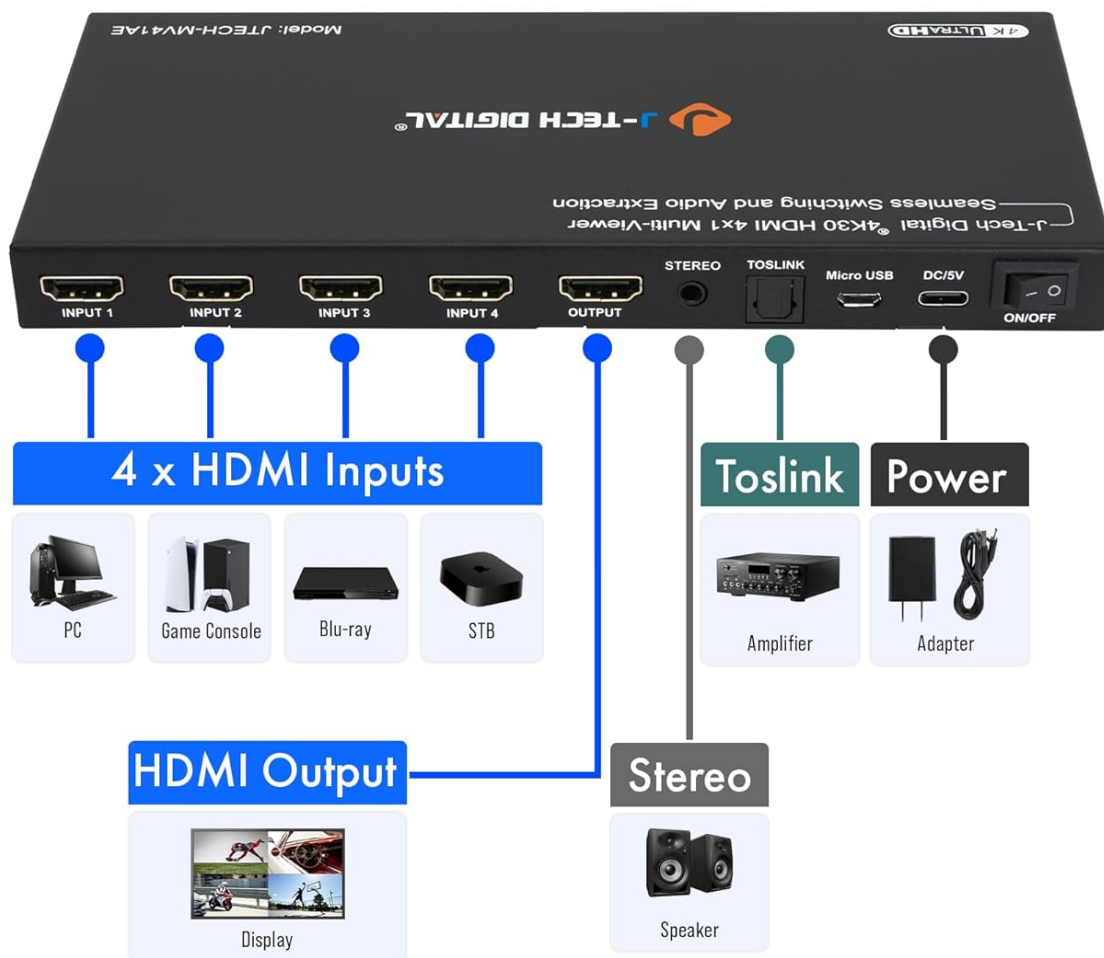 Model: JTECH-MV41AE
4K ULTRAHD
J-TECH DIGITAL®
J-Tech Digital® 4K30 HDMI 4x1 Multi-Viewer
Seamless Switching and Audio Extraction
INPUT 1
INPUT 2
INPUT 3
INPUT 4
OUTPUT
STEREO
TOSLINK
Micro USB
DC/5V
ON/OFF
4 x HDMI Inputs
Toslink
Power
PC
Game Console
Blu-ray
STB
Amplifier
Adapter
HDMI Output
Stereo
Display
Speaker